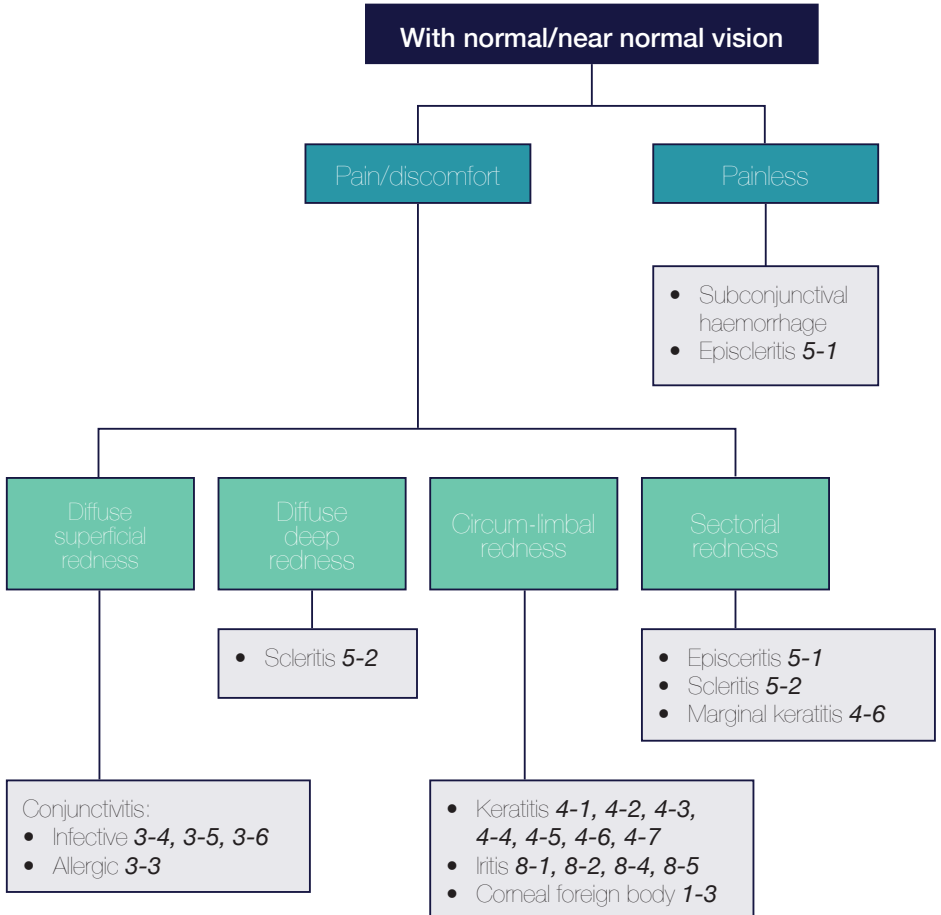 With normal/near normal vision
Pain/discomfort
Painless
• Subconjunctival
haemorrhage
• Episcleritis 5-1
Diffuse
superficial
redness
Diffuse
deep
redness
Circum-limbal
redness
Sectorial
redness
• Scleritis 5-2
• Episceritis 5-1
• Scleritis 5-2
• Marginal keratitis 4-6
Conjunctivitis:
• Infective 3-4, 3-5, 3-6
• Allergic 3-3
• Keratitis 4-1, 4-2, 4-3,
4-4, 4-5, 4-6, 4-7
• Iritis 8-1, 8-2, 8-4, 8-5
• Corneal foreign body 1-3